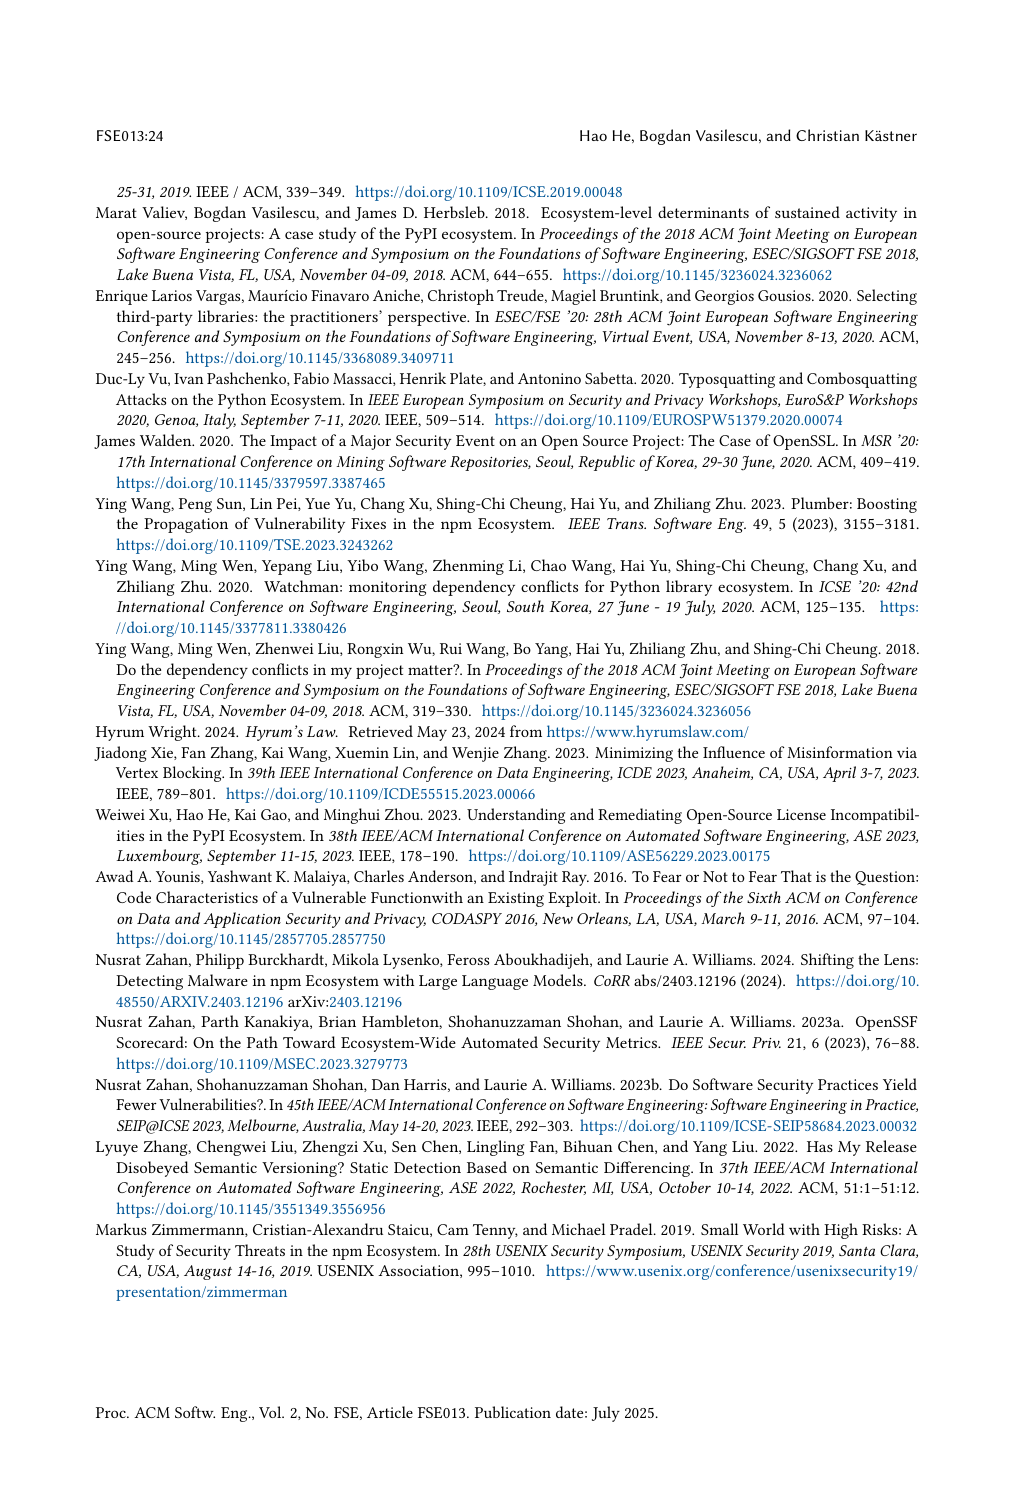 FSE013:24
Hao He, Bogdan Vasilescu, and Christian Kästner
25-31, 2019. IEEE / ACM, 339–349. https://doi.org/10.1109/ICSE.2019.00048
Marat Valiev, Bogdan Vasilescu, and James D. Herbsleb. 2018. Ecosystem-level determinants of sustained activity in
open-source projects: A case study of the PyPI ecosystem. In Proceedings of the 2018 ACM Joint Meeting on European
Software Engineering Conference and Symposium on the Foundations of Software Engineering, ESEC/SIGSOFT FSE 2018,
Lake Buena Vista, FL, USA, November 04-09, 2018. ACM, 644–655. https://doi.org/10.1145/3236024.3236062
Enrique Larios Vargas, Maurício Finavaro Aniche, Christoph Treude, Magiel Bruntink, and Georgios Gousios. 2020. Selecting
third-party libraries: the practitioners’ perspective. In ESEC/FSE ’20: 28th ACM Joint European Software Engineering
Conference and Symposium on the Foundations of Software Engineering, Virtual Event, USA, November 8-13, 2020. ACM,
245–256. https://doi.org/10.1145/3368089.3409711
Duc-Ly Vu, Ivan Pashchenko, Fabio Massacci, Henrik Plate, and Antonino Sabetta. 2020. Typosquatting and Combosquatting
Attacks on the Python Ecosystem. In IEEE European Symposium on Security and Privacy Workshops, EuroS&P Workshops
2020, Genoa, Italy, September 7-11, 2020. IEEE, 509–514. https://doi.org/10.1109/EUROSPW51379.2020.00074
James Walden. 2020. The Impact of a Major Security Event on an Open Source Project: The Case of OpenSSL. In MSR ’20:
17th International Conference on Mining Software Repositories, Seoul, Republic of Korea, 29-30 June, 2020. ACM, 409–419.
https://doi.org/10.1145/3379597.3387465
Ying Wang, Peng Sun, Lin Pei, Yue Yu, Chang Xu, Shing-Chi Cheung, Hai Yu, and Zhiliang Zhu. 2023. Plumber: Boosting
the Propagation of Vulnerability Fixes in the npm Ecosystem. IEEE Trans. Software Eng. 49, 5 (2023), 3155–3181.
https://doi.org/10.1109/TSE.2023.3243262
Ying Wang, Ming Wen, Yepang Liu, Yibo Wang, Zhenming Li, Chao Wang, Hai Yu, Shing-Chi Cheung, Chang Xu, and
Zhiliang Zhu. 2020. Watchman: monitoring dependency conflicts for Python library ecosystem. In ICSE ’20: 42nd
International Conference on Software Engineering, Seoul, South Korea, 27 June - 19 July, 2020. ACM, 125–135. https:
//doi.org/10.1145/3377811.3380426
Ying Wang, Ming Wen, Zhenwei Liu, Rongxin Wu, Rui Wang, Bo Yang, Hai Yu, Zhiliang Zhu, and Shing-Chi Cheung. 2018.
Do the dependency conflicts in my project matter?. In Proceedings of the 2018 ACM Joint Meeting on European Software
Engineering Conference and Symposium on the Foundations of Software Engineering, ESEC/SIGSOFT FSE 2018, Lake Buena
Vista, FL, USA, November 04-09, 2018. ACM, 319–330. https://doi.org/10.1145/3236024.3236056
Hyrum Wright. 2024. Hyrum’s Law. Retrieved May 23, 2024 from https://www.hyrumslaw.com/
Jiadong Xie, Fan Zhang, Kai Wang, Xuemin Lin, and Wenjie Zhang. 2023. Minimizing the Influence of Misinformation via
Vertex Blocking. In 39th IEEE International Conference on Data Engineering, ICDE 2023, Anaheim, CA, USA, April 3-7, 2023.
IEEE, 789–801. https://doi.org/10.1109/ICDE55515.2023.00066
Weiwei Xu, Hao He, Kai Gao, and Minghui Zhou. 2023. Understanding and Remediating Open-Source License Incompatibil-
ities in the PyPI Ecosystem. In 38th IEEE/ACM International Conference on Automated Software Engineering, ASE 2023,
Luxembourg, September 11-15, 2023. IEEE, 178–190. https://doi.org/10.1109/ASE56229.2023.00175
Awad A. Younis, Yashwant K. Malaiya, Charles Anderson, and Indrajit Ray. 2016. To Fear or Not to Fear That is the Question:
Code Characteristics of a Vulnerable Functionwith an Existing Exploit. In Proceedings of the Sixth ACM on Conference
on Data and Application Security and Privacy, CODASPY 2016, New Orleans, LA, USA, March 9-11, 2016. ACM, 97–104.
https://doi.org/10.1145/2857705.2857750
Nusrat Zahan, Philipp Burckhardt, Mikola Lysenko, Feross Aboukhadijeh, and Laurie A. Williams. 2024. Shifting the Lens:
Detecting Malware in npm Ecosystem with Large Language Models. CoRR abs/2403.12196 (2024). https://doi.org/10.
48550/ARXIV.2403.12196 arXiv:2403.12196
Nusrat Zahan, Parth Kanakiya, Brian Hambleton, Shohanuzzaman Shohan, and Laurie A. Williams. 2023a. OpenSSF
Scorecard: On the Path Toward Ecosystem-Wide Automated Security Metrics. IEEE Secur. Priv. 21, 6 (2023), 76–88.
https://doi.org/10.1109/MSEC.2023.3279773
Nusrat Zahan, Shohanuzzaman Shohan, Dan Harris, and Laurie A. Williams. 2023b. Do Software Security Practices Yield
Fewer Vulnerabilities?. In 45th IEEE/ACM International Conference on Software Engineering: Software Engineering in Practice,
SEIP@ICSE 2023, Melbourne, Australia, May 14-20, 2023. IEEE, 292–303. https://doi.org/10.1109/ICSE-SEIP58684.2023.00032
Lyuye Zhang, Chengwei Liu, Zhengzi Xu, Sen Chen, Lingling Fan, Bihuan Chen, and Yang Liu. 2022. Has My Release
Disobeyed Semantic Versioning? Static Detection Based on Semantic Differencing. In 37th IEEE/ACM International
Conference on Automated Software Engineering, ASE 2022, Rochester, MI, USA, October 10-14, 2022. ACM, 51:1–51:12.
https://doi.org/10.1145/3551349.3556956
Markus Zimmermann, Cristian-Alexandru Staicu, Cam Tenny, and Michael Pradel. 2019. Small World with High Risks: A
Study of Security Threats in the npm Ecosystem. In 28th USENIX Security Symposium, USENIX Security 2019, Santa Clara,
CA, USA, August 14-16, 2019. USENIX Association, 995–1010. https://www.usenix.org/conference/usenixsecurity19/
presentation/zimmerman
Proc. ACM Softw. Eng., Vol. 2, No. FSE, Article FSE013. Publication date: July 2025.